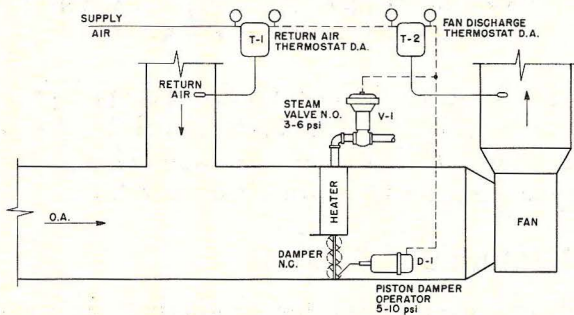 SUPPLY
AIR
T-1
RETURN AIR
THERMOSTAT D.A.
T-2
FAN DISCHARGE
THERMOSTAT D.A.
RETURN
AIR
STEAM
VALVE N.O.
3-6 psi
V-1
O.A.
HEATER
FAN
DAMPER
N.C.
D-1
PISTON DAMPER
OPERATOR
5-10 psi